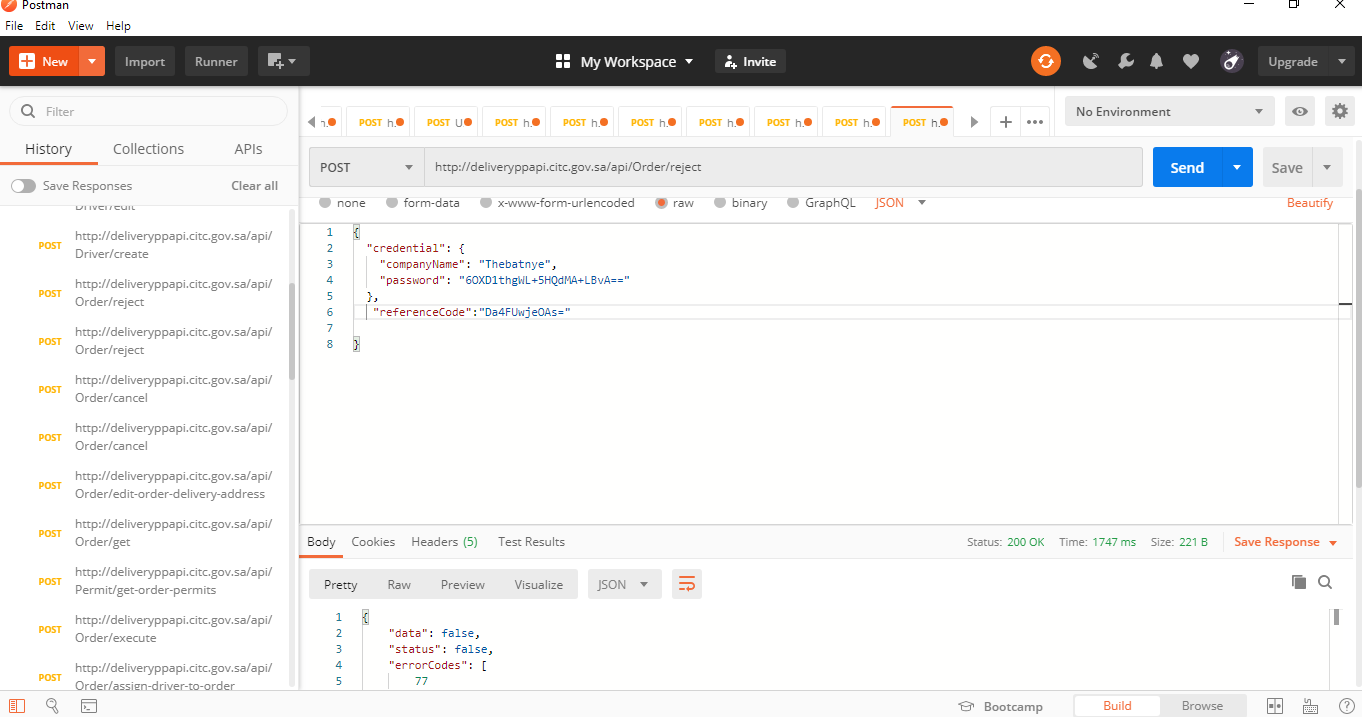 Postman
File Edit View Help
New Import Runner My Workspace Invite Upgrade
Filter
History Collections APIs
Save Responses Clear all
Driver/edit
POST http://deliveryppapi.citc.gov.sa/api/
Driver/create
POST http://deliveryppapi.citc.gov.sa/api/
Order/reject
POST http://deliveryppapi.citc.gov.sa/api/
Order/reject
POST http://deliveryppapi.citc.gov.sa/api/
Order/cancel
POST http://deliveryppapi.citc.gov.sa/api/
Order/cancel
POST http://deliveryppapi.citc.gov.sa/api/
Order/edit-order-delivery-address
POST http://deliveryppapi.citc.gov.sa/api/
Order/get
POST http://deliveryppapi.citc.gov.sa/api/
Permit/get-order-permits
POST http://deliveryppapi.citc.gov.sa/api/
Order/execute
POST http://deliveryppapi.citc.gov.sa/api/
Order/assign-driver-to-order
h. POST h. POST U POST h. POST h. POST h. POST h. POST h. POST h. POST h. No Environment
POST http://deliveryppapi.citc.gov.sa/api/Order/reject Send Save
none form-data x-www-form-urlencoded raw binary GraphQL JSON Beautify
1 {
2 "credential": {
3 "companyName": "Thebatnye",
4 "password": "6OXD1thgWL+5HQdMA+LBvA=="
5 },
6 "referenceCode":"Da4FUwjeOAs="
7
8 }
Body Cookies Headers (5) Test Results Status: 200 OK Time: 1747 ms Size: 221 B Save Response
Pretty Raw Preview Visualize JSON
1 {
2 "data": false,
3 "status": false,
4 "errorCodes": [
5 77
Bootcamp Build Browse